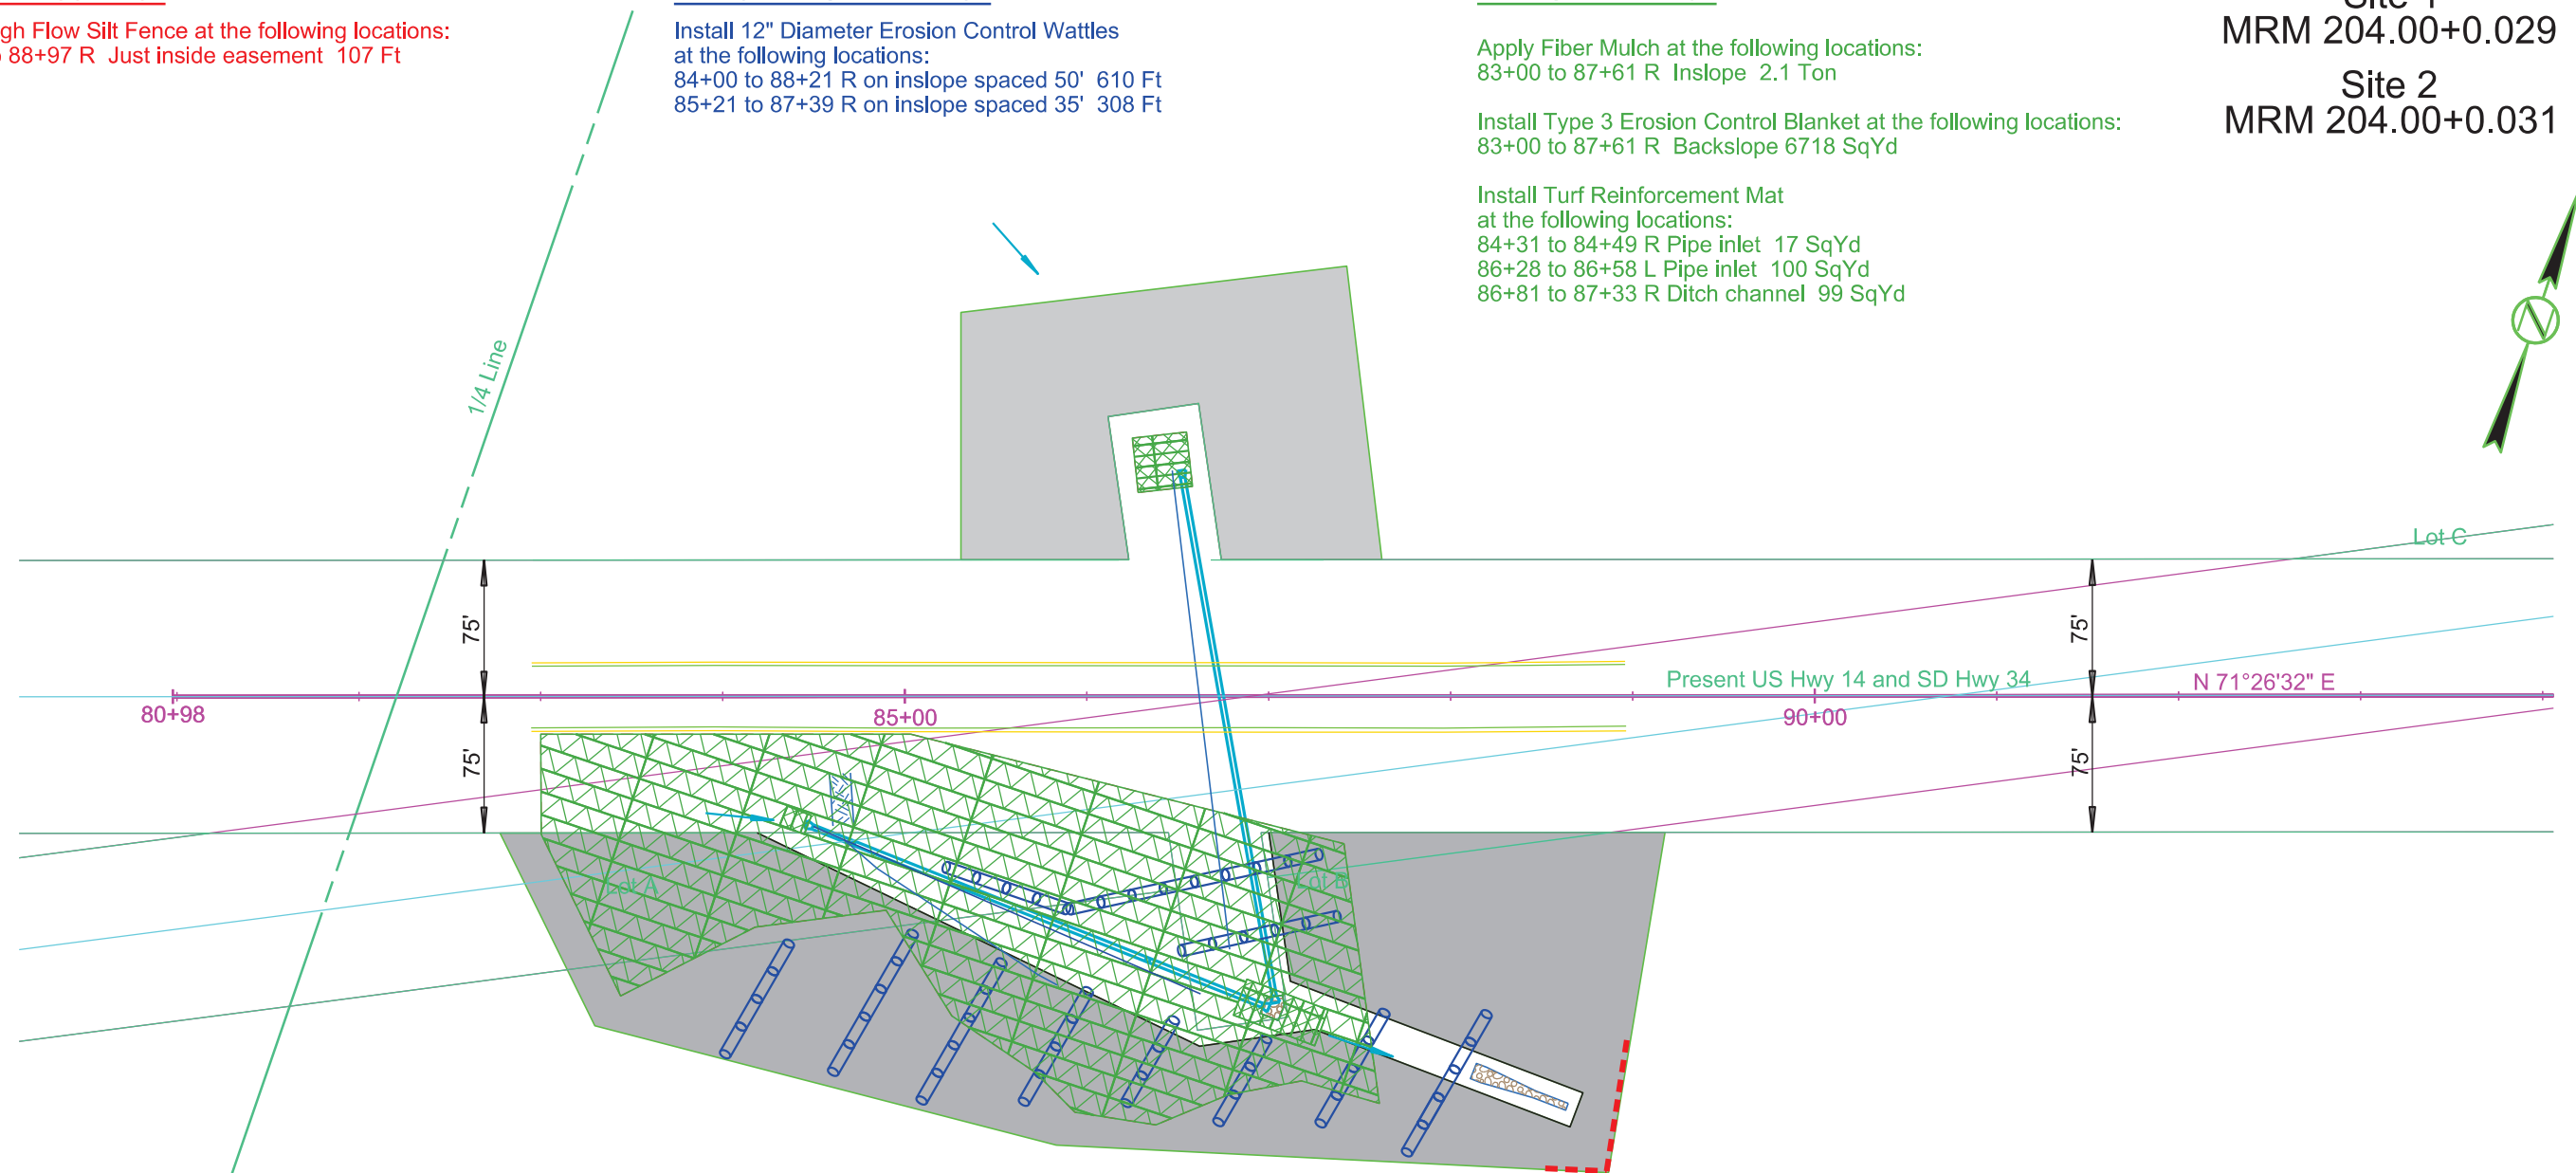 gh Flow Silt Fence at the following locations:
88+97 R Just inside easement 107 Ft
Install 12" Diameter Erosion Control Wattles
at the following locations:
84+00 to 88+21 R on inslope spaced 50' 610 Ft
85+21 to 87+39 R on inslope spaced 35' 308 Ft
Apply Fiber Mulch at the following locations:
83+00 to 87+61 R Inslope 2.1 Ton
Install Type 3 Erosion Control Blanket at the following locations:
83+00 to 87+61 R Backslope 6718 SqYd
Install Turf Reinforcement Mat
at the following locations:
84+31 to 84+49 R Pipe inlet 17 SqYd
86+28 to 86+58 L Pipe inlet 100 SqYd
86+81 to 87+33 R Ditch channel 99 SqYd
Site
MRM 204.00+0.029
Site 2
MRM 204.00+0.031
N
1/4 Line
Lot C
75'
75'
Present US Hwy 14 and SD Hwy 34
N 71°26'32" E
80+98
85+00
90+00
75'
75'
Lot A
Lot B